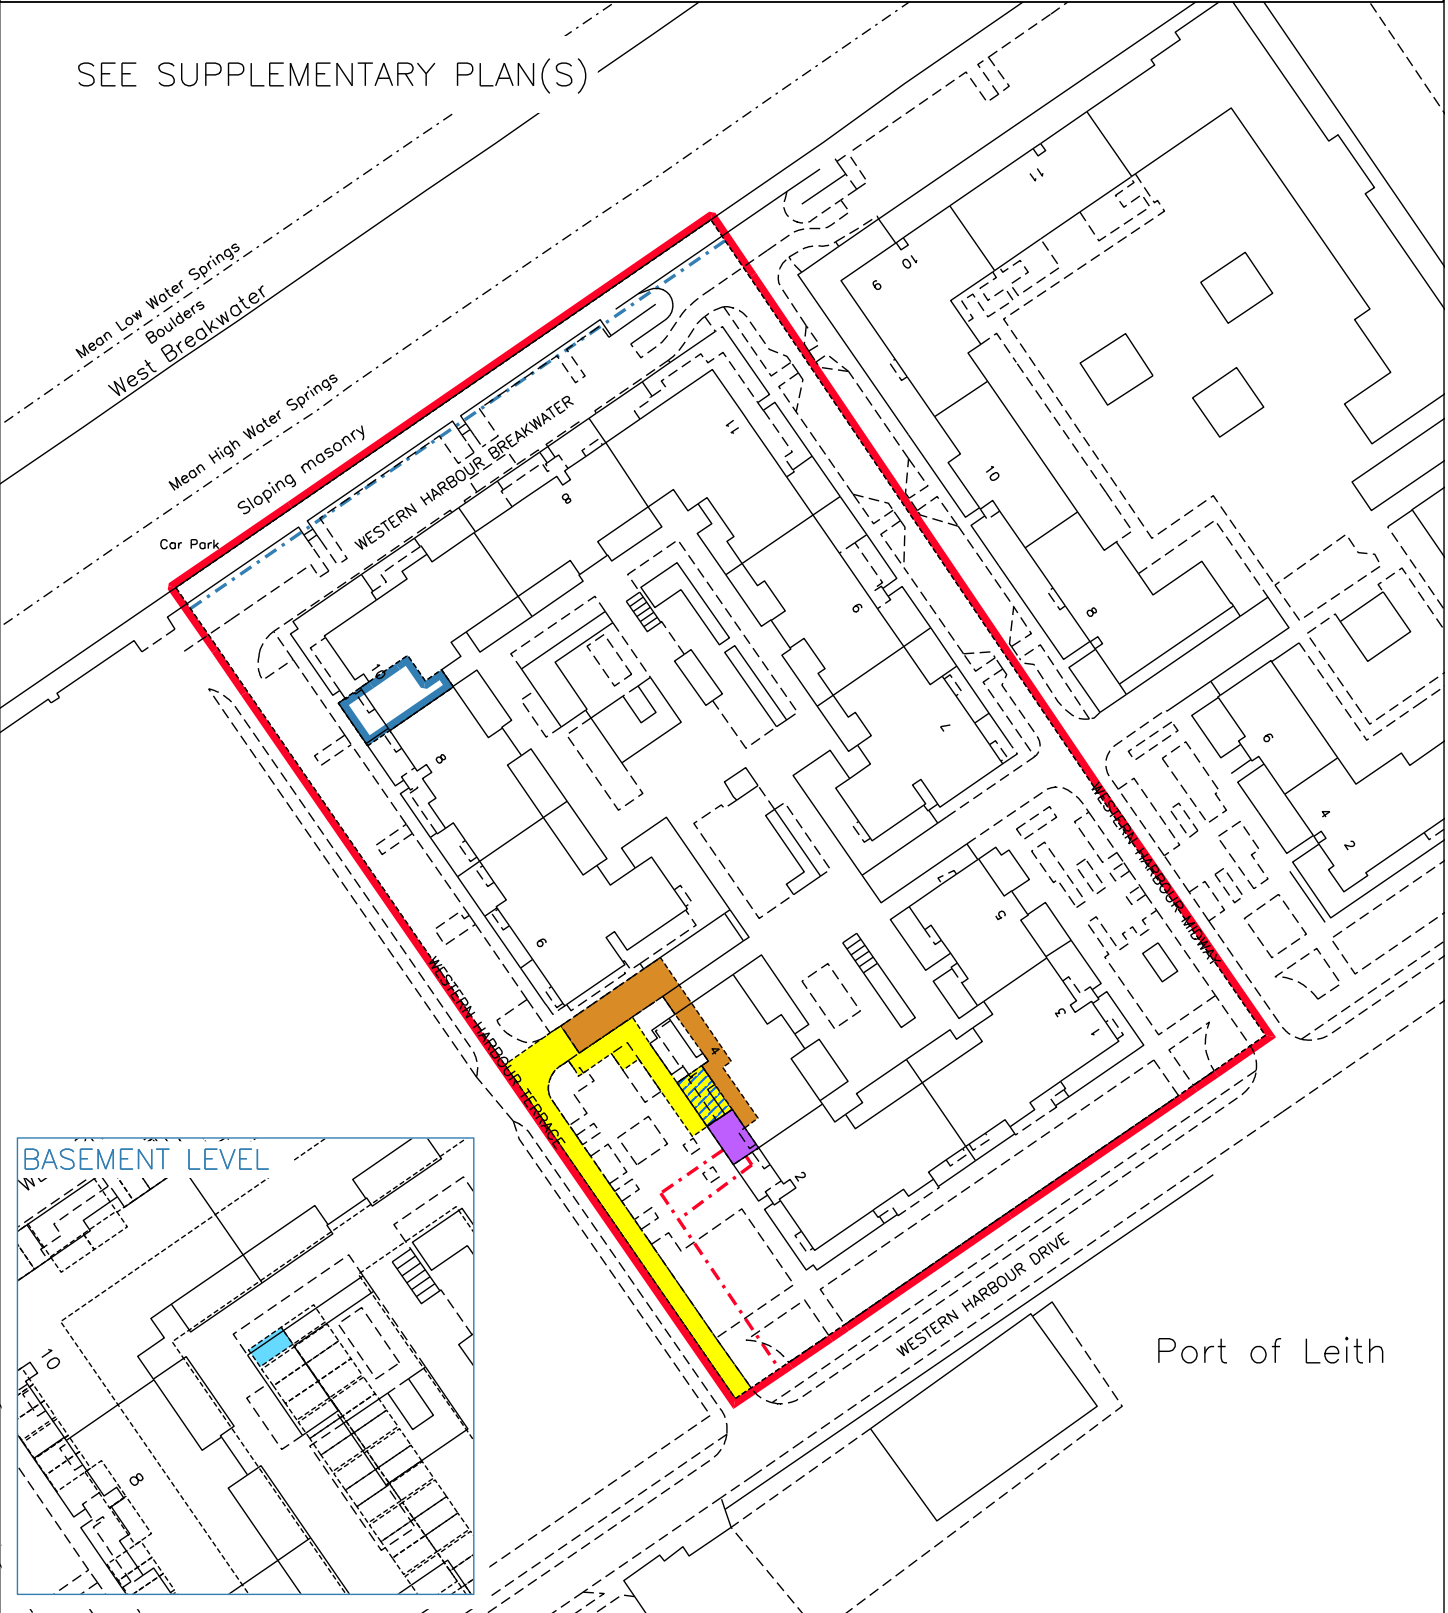 SEE SUPPLEMENTARY PLAN(S)
Mean Low Water Springs
Boulders
West Breakwater
Mean High Water Springs
Sloping masonry
Car Park
WESTERN HARBOUR BREAKWATER
11
10
9
10
8
11
8
6
7
10
8
6
6
4
2
5
3
1
4
2
WESTERN HARBOUR MIDWAY
WESTERN HARBOUR TERRACE
WESTERN HARBOUR DRIVE
Port of Leith
BASEMENT LEVEL
10
8